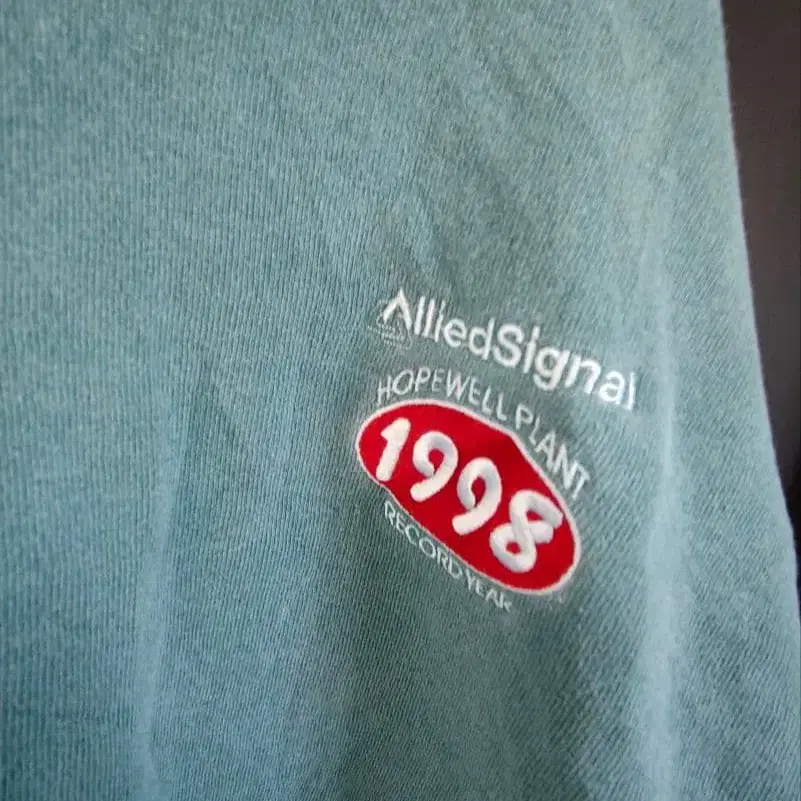 AlliedSignal
HOPEWELL PLANT
1998
RECORD YEAR